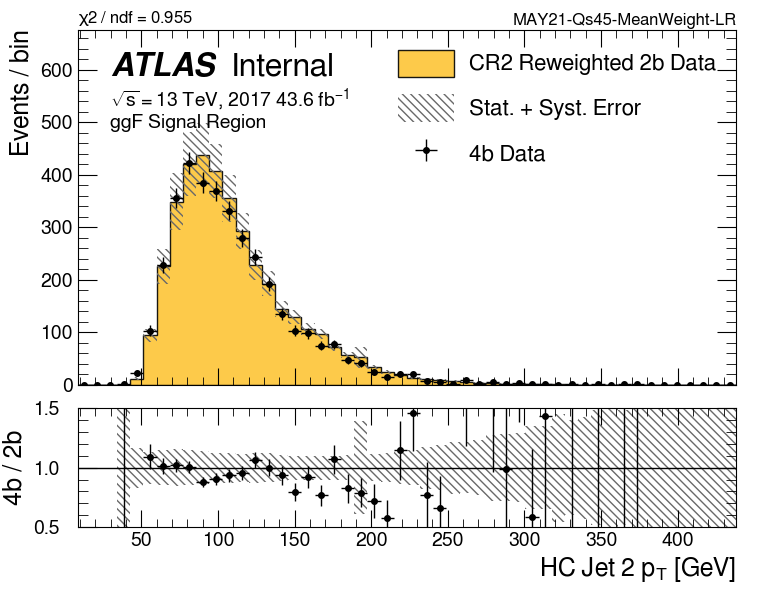 χ2 / ndf = 0.955
MAY21-Qs45-MeanWeight-LR
Events / bin
600
500
400
300
200
100
0
ATLAS Internal
√s = 13 TeV, 2017 43.6 fb−1
ggF Signal Region
CR2 Reweighted 2b Data
Stat. + Syst. Error
4b Data
4b / 2b
1.5
1.0
0.5
50 100 150 200 250 300 350 400
HC Jet 2 pT [GeV]